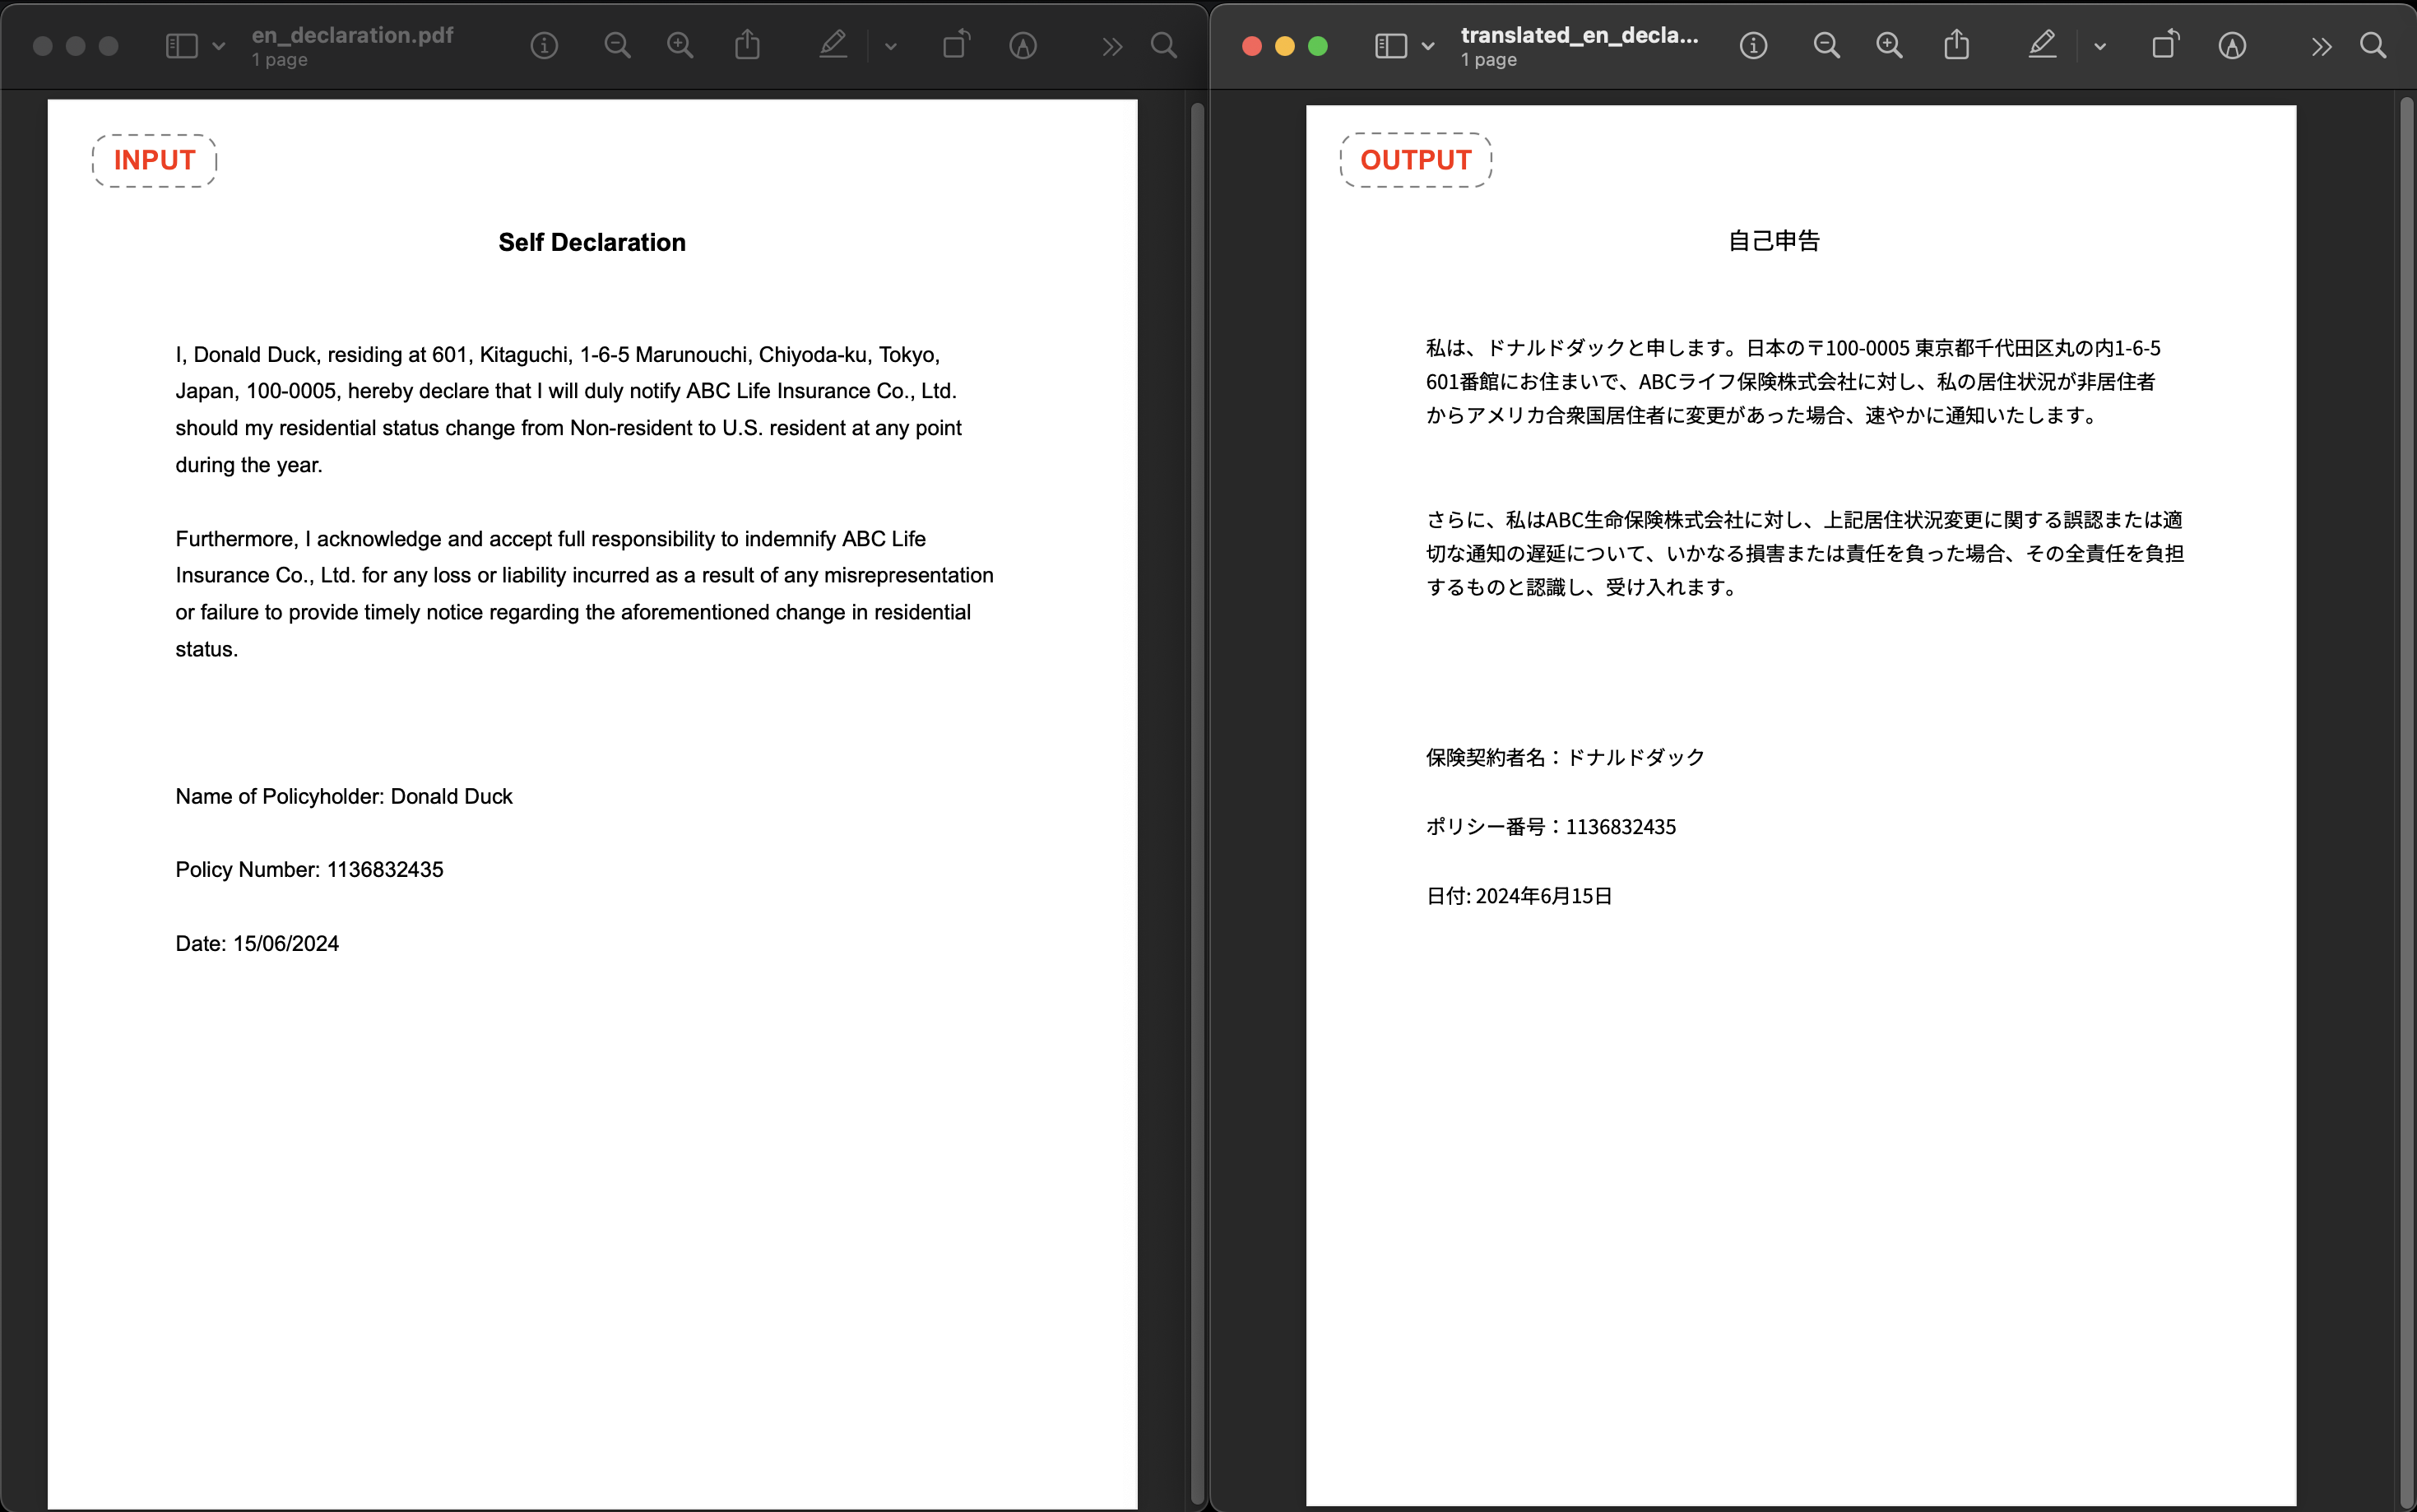 en_declaration.pdf
1 page
INPUT
Self Declaration
I, Donald Duck, residing at 601, Kitaguchi, 1-6-5 Marunouchi, Chiyoda-ku, Tokyo,
Japan, 100-0005, hereby declare that I will duly notify ABC Life Insurance Co., Ltd.
should my residential status change from Non-resident to U.S. resident at any point
during the year.
Furthermore, I acknowledge and accept full responsibility to indemnify ABC Life
Insurance Co., Ltd. for any loss or liability incurred as a result of any misrepresentation
or failure to provide timely notice regarding the aforementioned change in residential
status.
Name of Policyholder: Donald Duck
Policy Number: 1136832435
Date: 15/06/2024
translated_en_decla...
1 page
OUTPUT
自己申告
私は、ドナルドダックと申します。日本の〒100-0005 東京都千代田区丸の内1-6-5
601番館にお住まいで、ABCライフ保険株式会社に対し、私の居住状況が非居住者
からアメリカ合衆国居住者に変更があった場合、速やかに通知いたします。
さらに、私はABC生命保険株式会社に対し、上記居住状況変更に関する誤認または適
切な通知の遅延について、いかなる損害または責任を負った場合、その全責任を負担
するものと認識し、受け入れます。
保険契約者名：ドナルドダック
ポリシー番号：1136832435
日付: 2024年6月15日